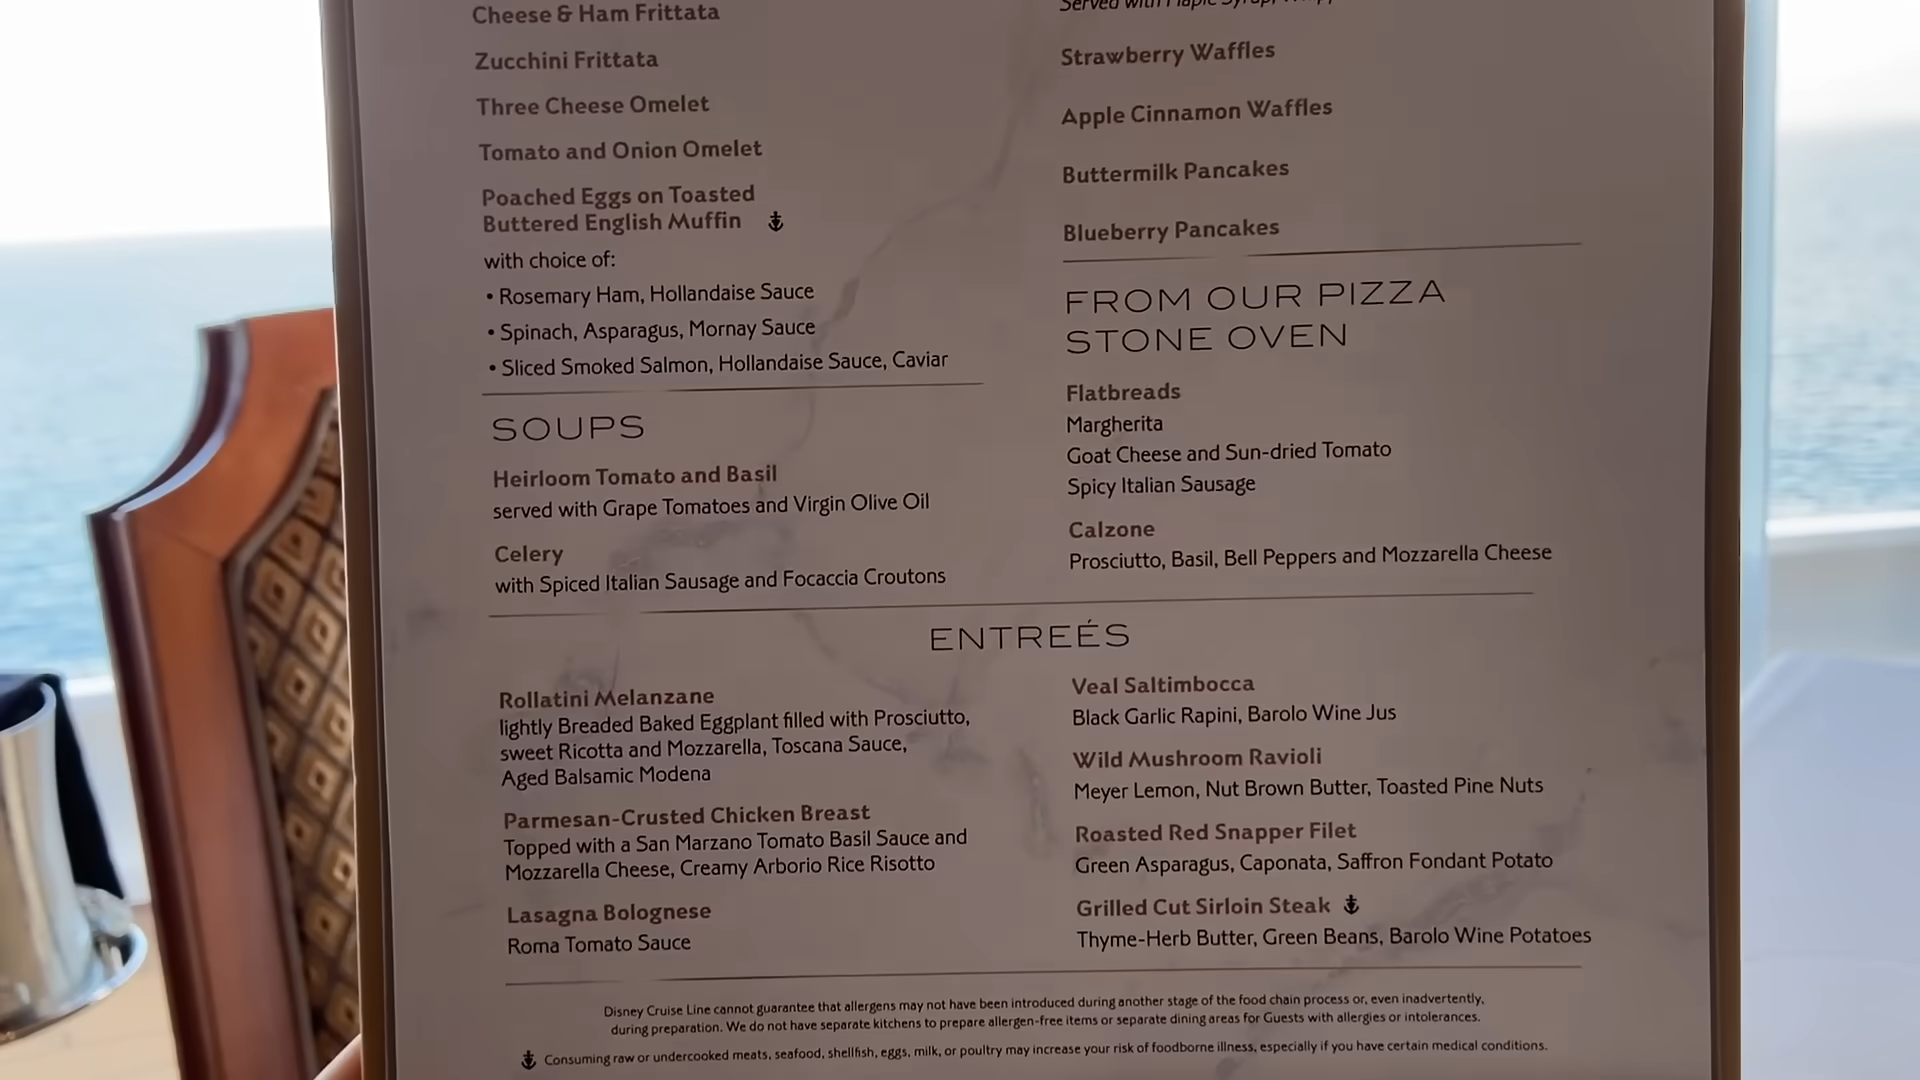 Cheese & Ham Frittata
Zucchini Frittata
Three Cheese Omelet
Tomato and Onion Omelet
Poached Eggs on Toasted
Buttered English Muffin
with choice of:
• Rosemary Ham, Hollandaise Sauce
• Spinach, Asparagus, Mornay Sauce
• Sliced Smoked Salmon, Hollandaise Sauce, Caviar
SOUPS
Heirloom Tomato and Basil
served with Grape Tomatoes and Virgin Olive Oil
Celery
with Spiced Italian Sausage and Focaccia Croutons
Served with Maple Syrup,
Strawberry Waffles
Apple Cinnamon Waffles
Buttermilk Pancakes
Blueberry Pancakes
FROM OUR PIZZA
STONE OVEN
Flatbreads
Margherita
Goat Cheese and Sun-dried Tomato
Spicy Italian Sausage
Calzone
Prosciutto, Basil, Bell Peppers and Mozzarella Cheese
ENTREÉS
Rollatini Melanzane
lightly Breaded Baked Eggplant filled with Prosciutto,
sweet Ricotta and Mozzarella, Toscana Sauce,
Aged Balsamic Modena
Parmesan-Crusted Chicken Breast
Topped with a San Marzano Tomato Basil Sauce and
Mozzarella Cheese, Creamy Arborio Rice Risotto
Lasagna Bolognese
Roma Tomato Sauce
Veal Saltimbocca
Black Garlic Rapini, Barolo Wine Jus
Wild Mushroom Ravioli
Meyer Lemon, Nut Brown Butter, Toasted Pine Nuts
Roasted Red Snapper Filet
Green Asparagus, Caponata, Saffron Fondant Potato
Grilled Cut Sirloin Steak
Thyme-Herb Butter, Green Beans, Barolo Wine Potatoes
Disney Cruise Line cannot guarantee that allergens may not have been introduced during another stage of the food chain process or, even inadvertently,
during preparation. We do not have separate kitchens to prepare allergen-free items or separate dining areas for Guests with allergies or intolerances.
Consuming raw or undercooked meats, seafood, shellfish, eggs, milk, or poultry may increase your risk of foodborne illness, especially if you have certain medical conditions.